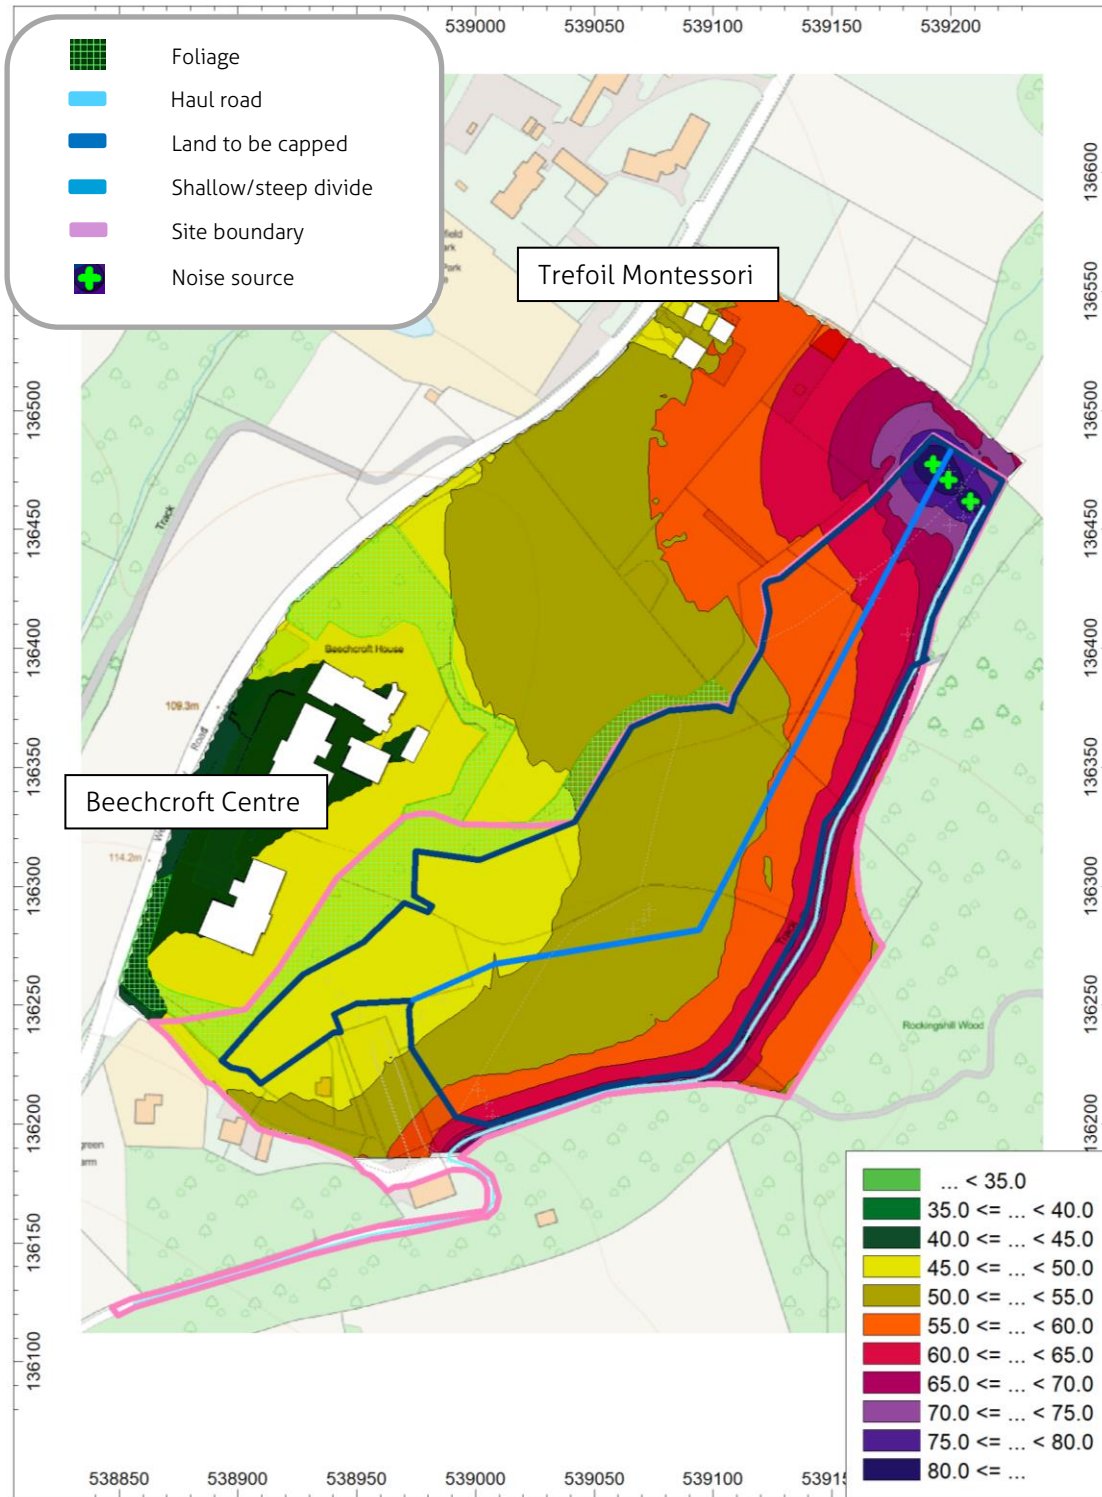 539000 539050 539100 539150 539200
Foliage
Haul road
Land to be capped
Shallow/steep divide
Site boundary
Noise source
Trefoil Montessori
136600
136550
136500
136450
136400
136350
136300
136250
136200
136150
136100
136500
136450
136400
136350
136300
136250
136200
Track
Beechcroft House
109.3m
Road
Beechcroft Centre
114.2m
Track
Rockingshill Wood
... < 35.0
35.0 <= ... < 40.0
40.0 <= ... < 45.0
45.0 <= ... < 50.0
50.0 <= ... < 55.0
55.0 <= ... < 60.0
60.0 <= ... < 65.0
65.0 <= ... < 70.0
70.0 <= ... < 75.0
75.0 <= ... < 80.0
80.0 <= ...
538850 538900 538950 539000 539050 539100